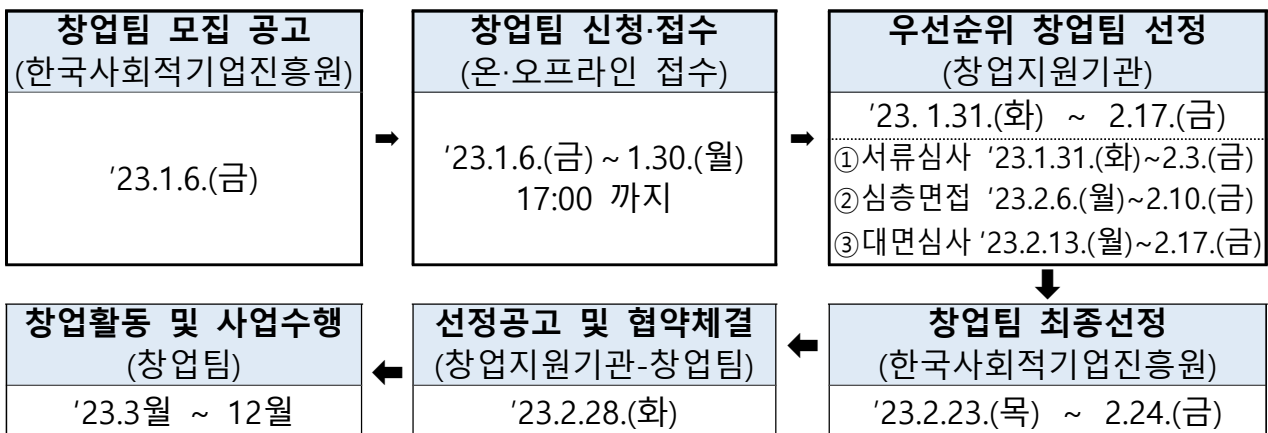 창업팀 모집 공고
(한국사회적기업진흥원)
'23.1.6.(금)
창업팀 신청·접수
(온·오프라인 접수)
'23.1.6.(금) ~ 1.30.(월)
17:00 까지
우선순위 창업팀 선정
(창업지원기관)
'23. 1.31.(화) ~ 2.17.(금)
①서류심사 '23.1.31.(화)~2.3.(금)
②심층면접 '23.2.6.(월)~2.10.(금)
③대면심사 '23.2.13.(월)~2.17.(금)
창업팀 최종선정
(한국사회적기업진흥원)
'23.2.23.(목) ~ 2.24.(금)
선정공고 및 협약체결
(창업지원기관-창업팀)
'23.2.28.(화)
창업활동 및 사업수행
(창업팀)
'23.3월 ~ 12월